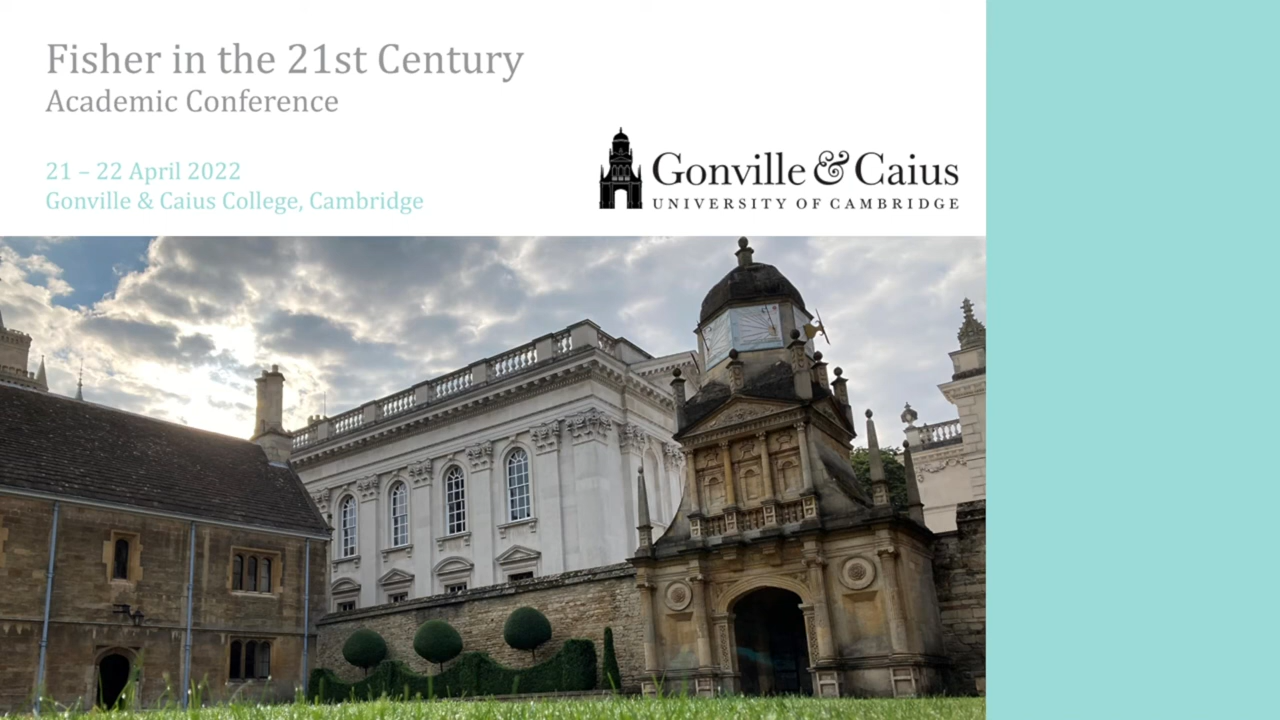 Fisher in the 21st Century
Academic Conference
21 – 22 April 2022
Gonville & Caius College, Cambridge
Gonville & Caius
UNIVERSITY OF CAMBRIDGE